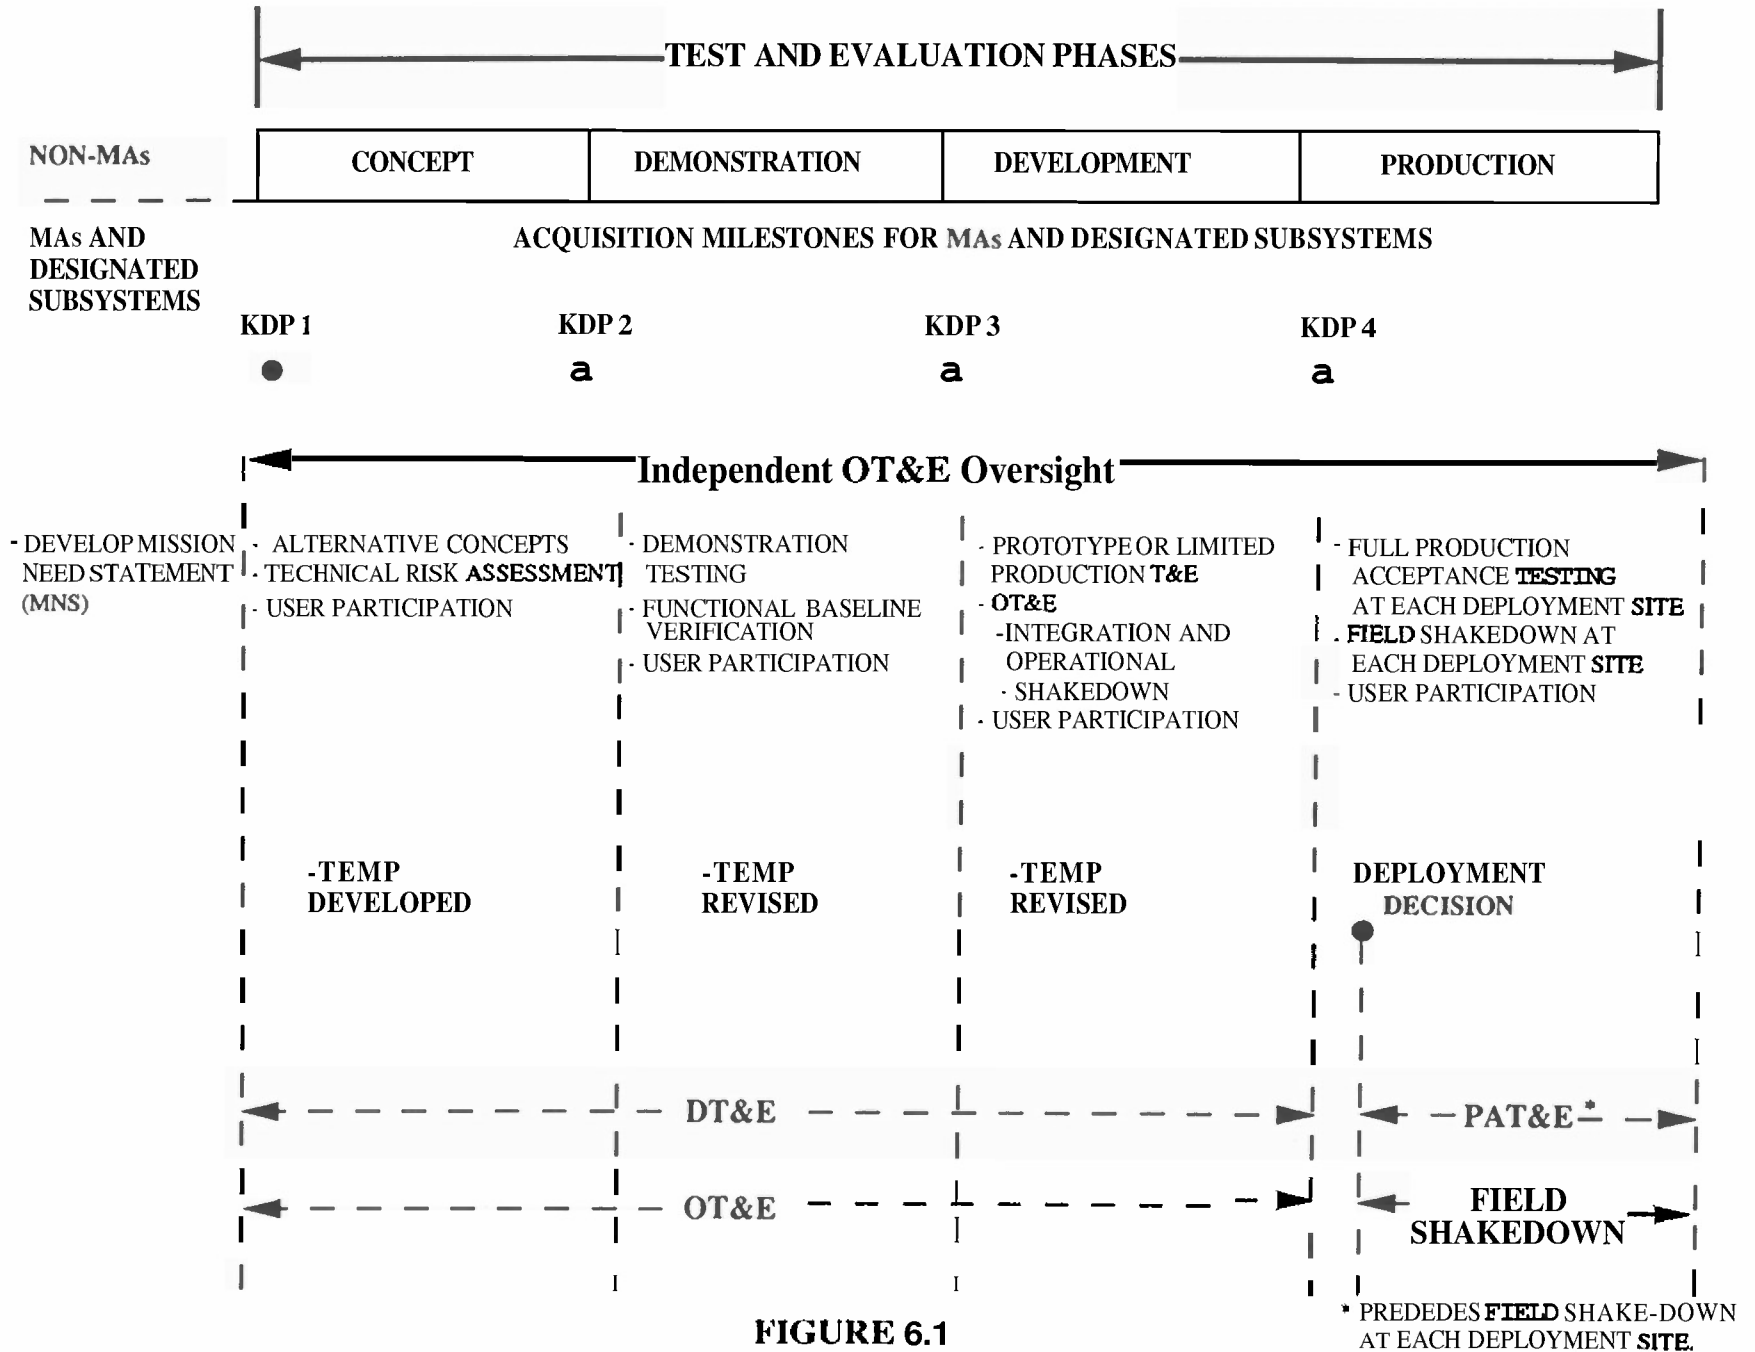 TEST AND EVALUATION PHASES
NON-MAs
CONCEPT
DEMONSTRATION
DEVELOPMENT
PRODUCTION
MAs AND
DESIGNATED
SUBSYSTEMS
ACQUISITION MILESTONES FOR MAs AND DESIGNATED SUBSYSTEMS
KDP 1
KDP 2
KDP 3
KDP 4
a
a
a
Independent OT&E Oversight
- DEVELOP MISSION
NEED STATEMENT
(MNS)
- ALTERNATIVE CONCEPTS
- TECHNICAL RISK ASSESSMENT
- USER PARTICIPATION
- DEMONSTRATION
TESTING
- FUNCTIONAL BASELINE
VERIFICATION
- USER PARTICIPATION
- PROTOTYPE OR LIMITED
PRODUCTION T&E
- OT&E
-INTEGRATION AND
OPERATIONAL
- SHAKEDOWN
- USER PARTICIPATION
- FULL PRODUCTION
ACCEPTANCE TESTING
AT EACH DEPLOYMENT SITE
- FIELD SHAKEDOWN AT
EACH DEPLOYMENT SITE
- USER PARTICIPATION
-TEMP
DEVELOPED
-TEMP
REVISED
-TEMP
REVISED
DEPLOYMENT
DECISION
DT&E
PAT&E *
OT&E
FIELD
SHAKEDOWN
* PREDEDES FIELD SHAKE-DOWN
AT EACH DEPLOYMENT SITE.
FIGURE 6.1